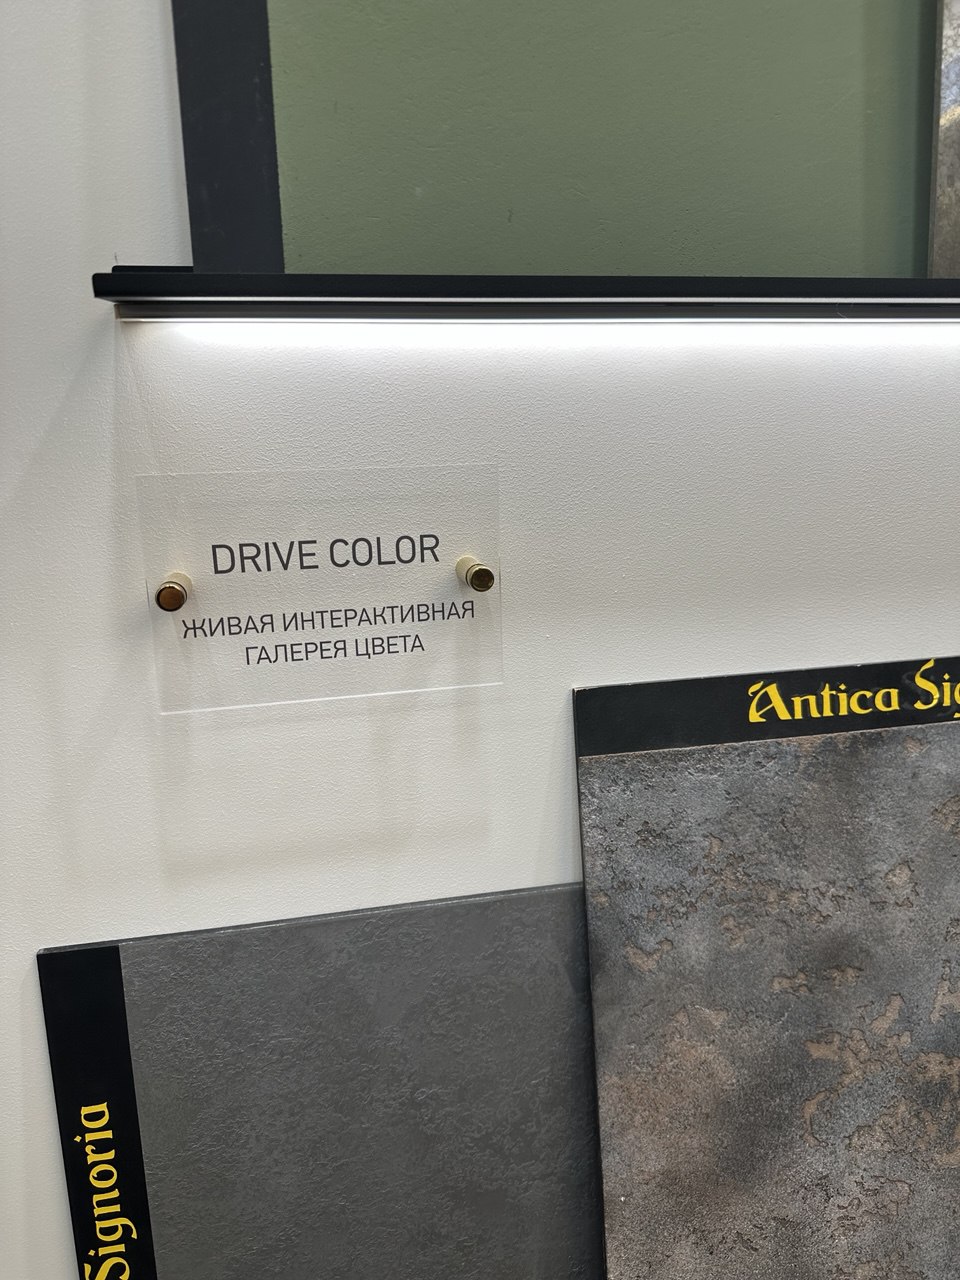 DRIVE COLOR
ЖИВАЯ ИНТЕРАКТИВНАЯ
ГАЛЕРЕЯ ЦВЕТА
Antica
Signoria